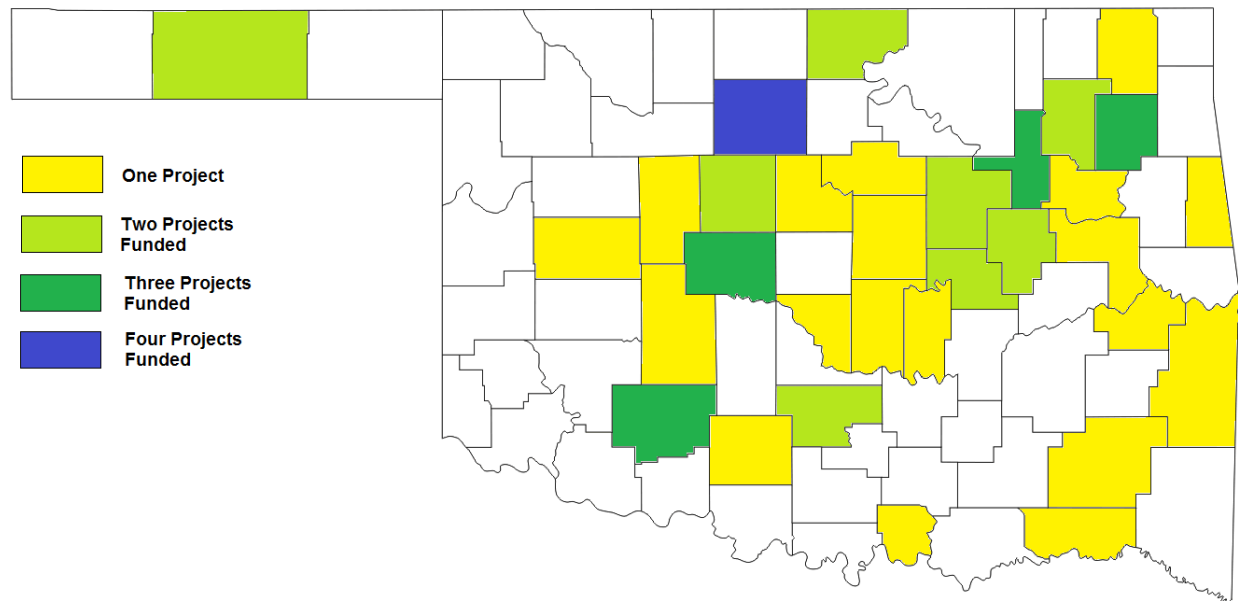 One Project
Two Projects
Funded
Three Projects
Funded
Four Projects
Funded